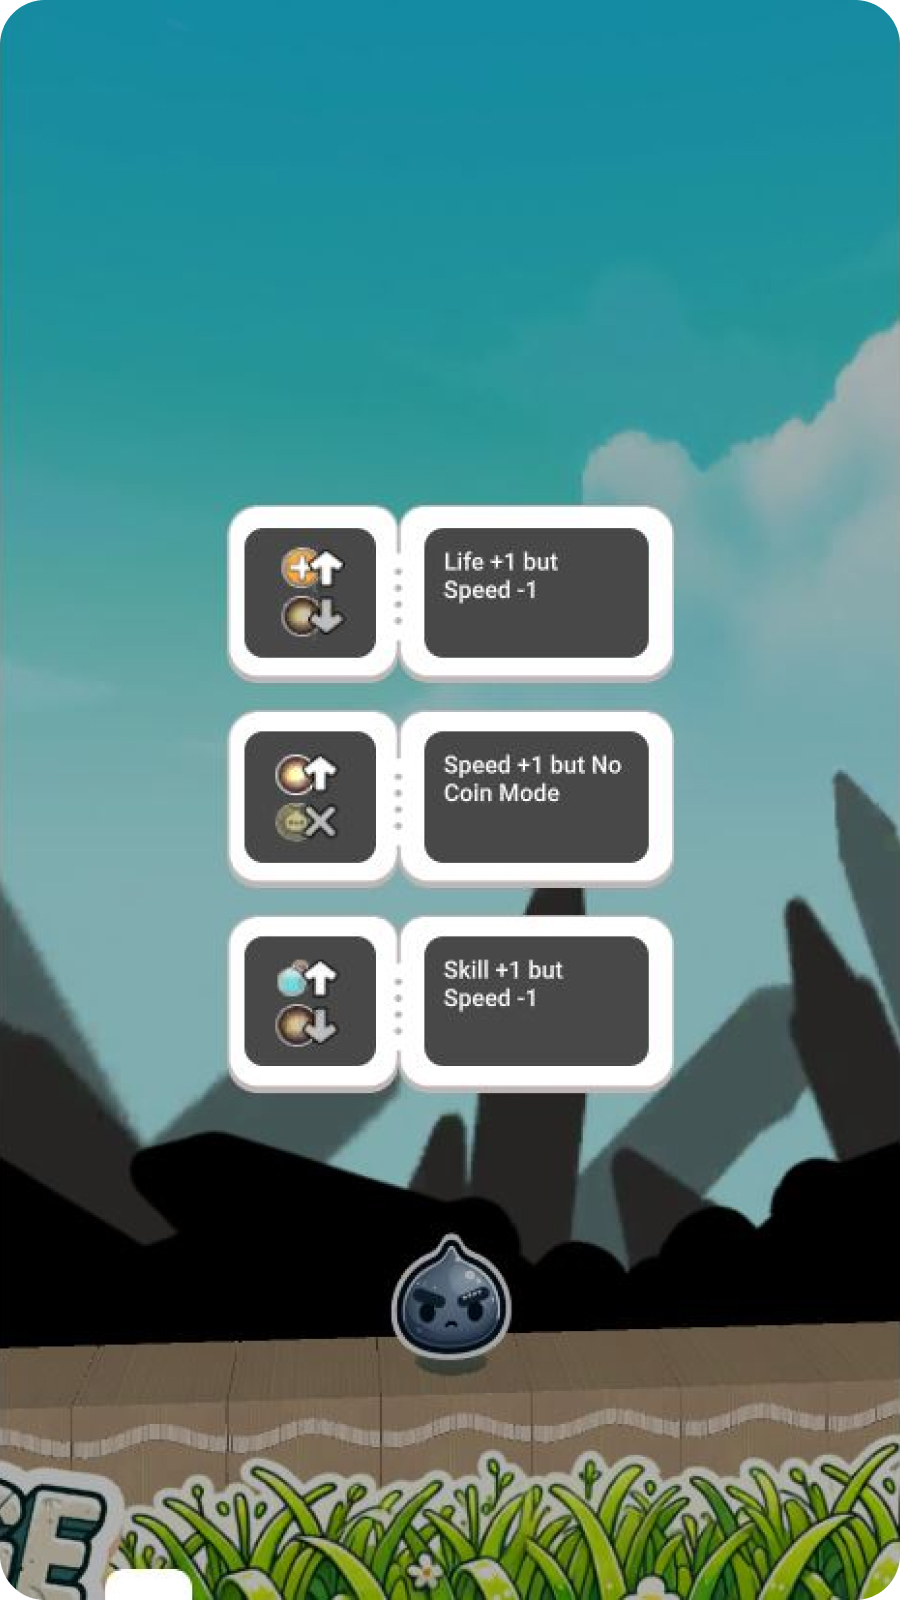 Life +1 but
Speed -1
Speed +1 but No
Coin Mode
Skill +1 but
Speed -1
E